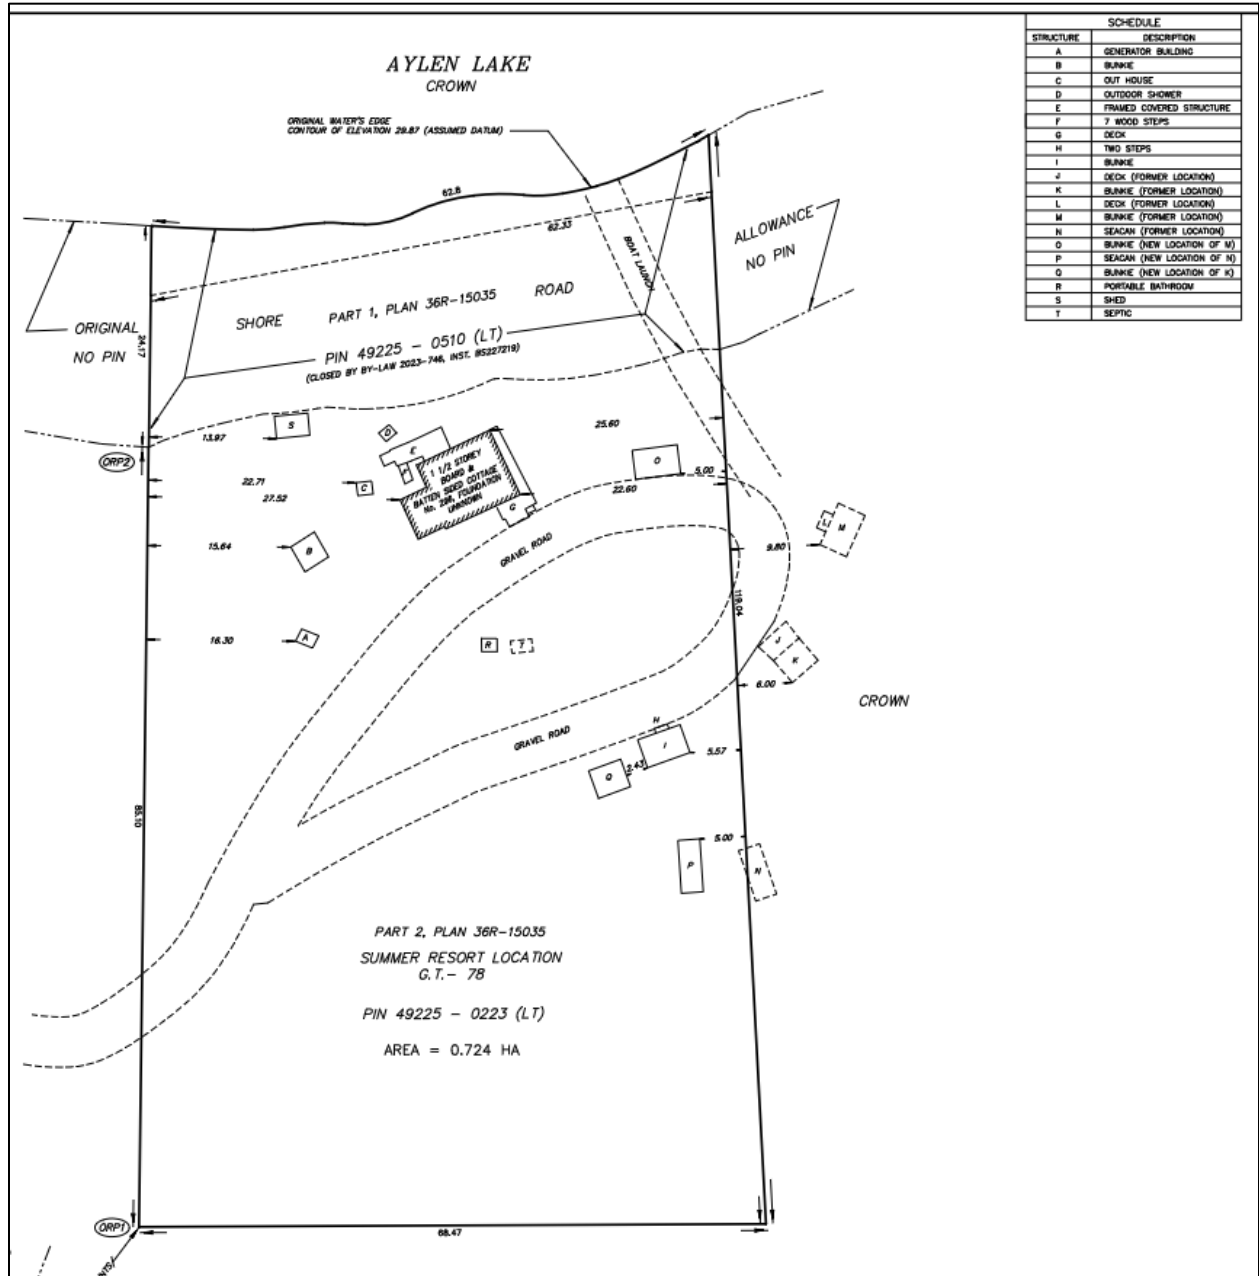 SCHEDULE
STRUCTURE DESCRIPTION
A GENERATOR BUILDING
B BUNKIE
C OUT HOUSE
D OUTDOOR SHOWER
E FRAMED COVERED STRUCTURE
F 7 WOOD STEPS
G DECK
H TWO STEPS
I BUNKIE
J DECK (FORMER LOCATION)
K BUNKIE (FORMER LOCATION)
L DECK (FORMER LOCATION)
M BUNKIE (FORMER LOCATION)
N SEACAN (FORMER LOCATION)
O BUNKIE (NEW LOCATION OF M)
P SEACAN (NEW LOCATION OF N)
Q BUNKIE (NEW LOCATION OF K)
R PORTABLE BATHROOM
S SHED
T SEPTIC
AYLEN LAKE
CROWN
ORIGINAL WATER'S EDGE
CONTOUR OF ELEVATION 29.87 (ASSUMED DATUM)
62.8
62.33
BOAT LAUNCH
ALLOWANCE
NO PIN
ORIGINAL
NO PIN
24.17
SHORE
PART 1, PLAN 36R-15035
ROAD
PIN 49225 - 0510 (LT)
(CLOSED BY BY-LAW 2023-746, INST. BS227219)
ORP2
13.97
S
D
E
F
25.60
1 1/2 STOREY
BOARD &
BATTEN SIDED COTTAGE
No. 298, FOUNDATION
UNKNOWN
O
5.00
22.71
C
27.52
22.60
G
L
M
15.64
B
GRAVEL ROAD
9.80
119.04
16.30
A
R
T
J
K
6.00
CROWN
H
I
GRAVEL ROAD
5.57
2.43
Q
85.10
5.00
P
N
PART 2, PLAN 36R-15035
SUMMER RESORT LOCATION
G.T.- 78
PIN 49225 - 0223 (LT)
AREA = 0.724 HA
ORP1
68.47